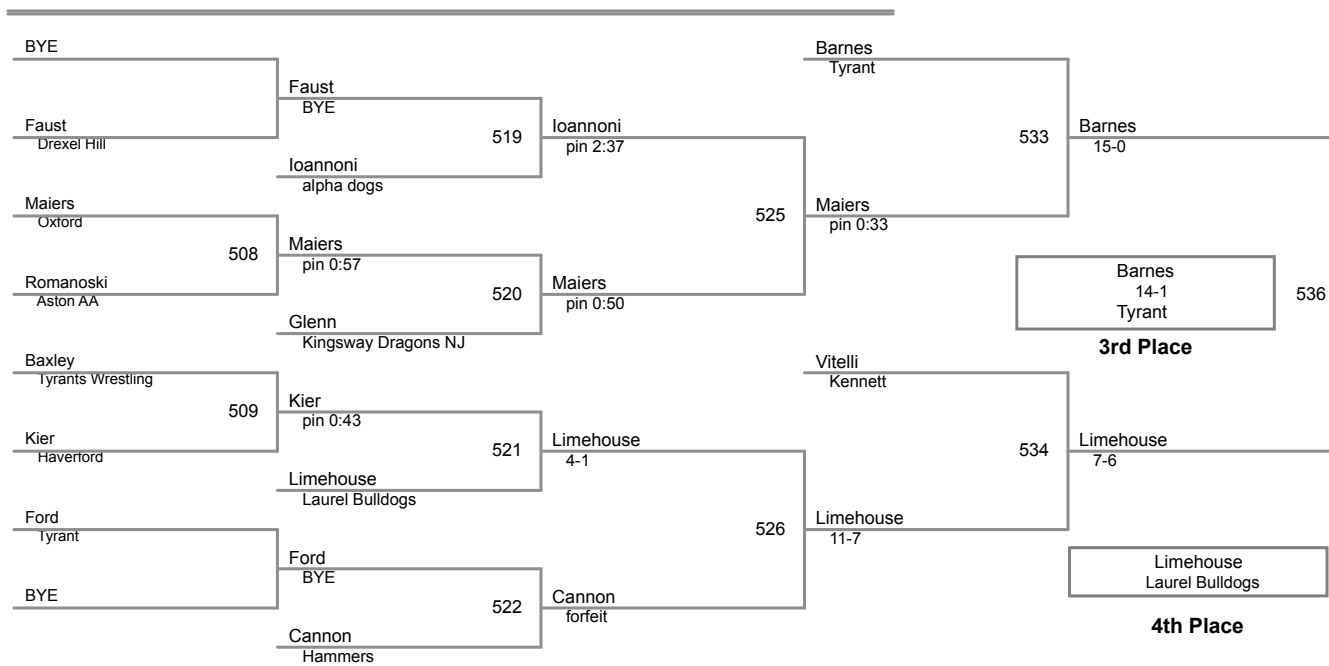 BYE
Faust
Drexel Hill
Maiers
Oxford
508
Romanoski
Aston AA
Baxley
Tyrants Wrestling
509
Kier
Haverford
Ford
Tyrant
BYE
Faust
BYE
519
Ioannoni
alpha dogs
Maiers
pin 0:57
520
Glenn
Kingsway Dragons NJ
Kier
pin 0:43
521
Limehouse
Laurel Bulldogs
Ford
BYE
522
Cannon
Hammers
Ioannoni
pin 2:37
525
Maiers
pin 0:50
Limehouse
4-1
526
Cannon
forfeit
Barnes
Tyrant
533
Maiers
pin 0:33
Vitelli
Kennett
534
Limehouse
11-7
Barnes
15-0
Barnes
14-1
Tyrant
536
3rd Place
Limehouse
7-6
Limehouse
Laurel Bulldogs
4th Place